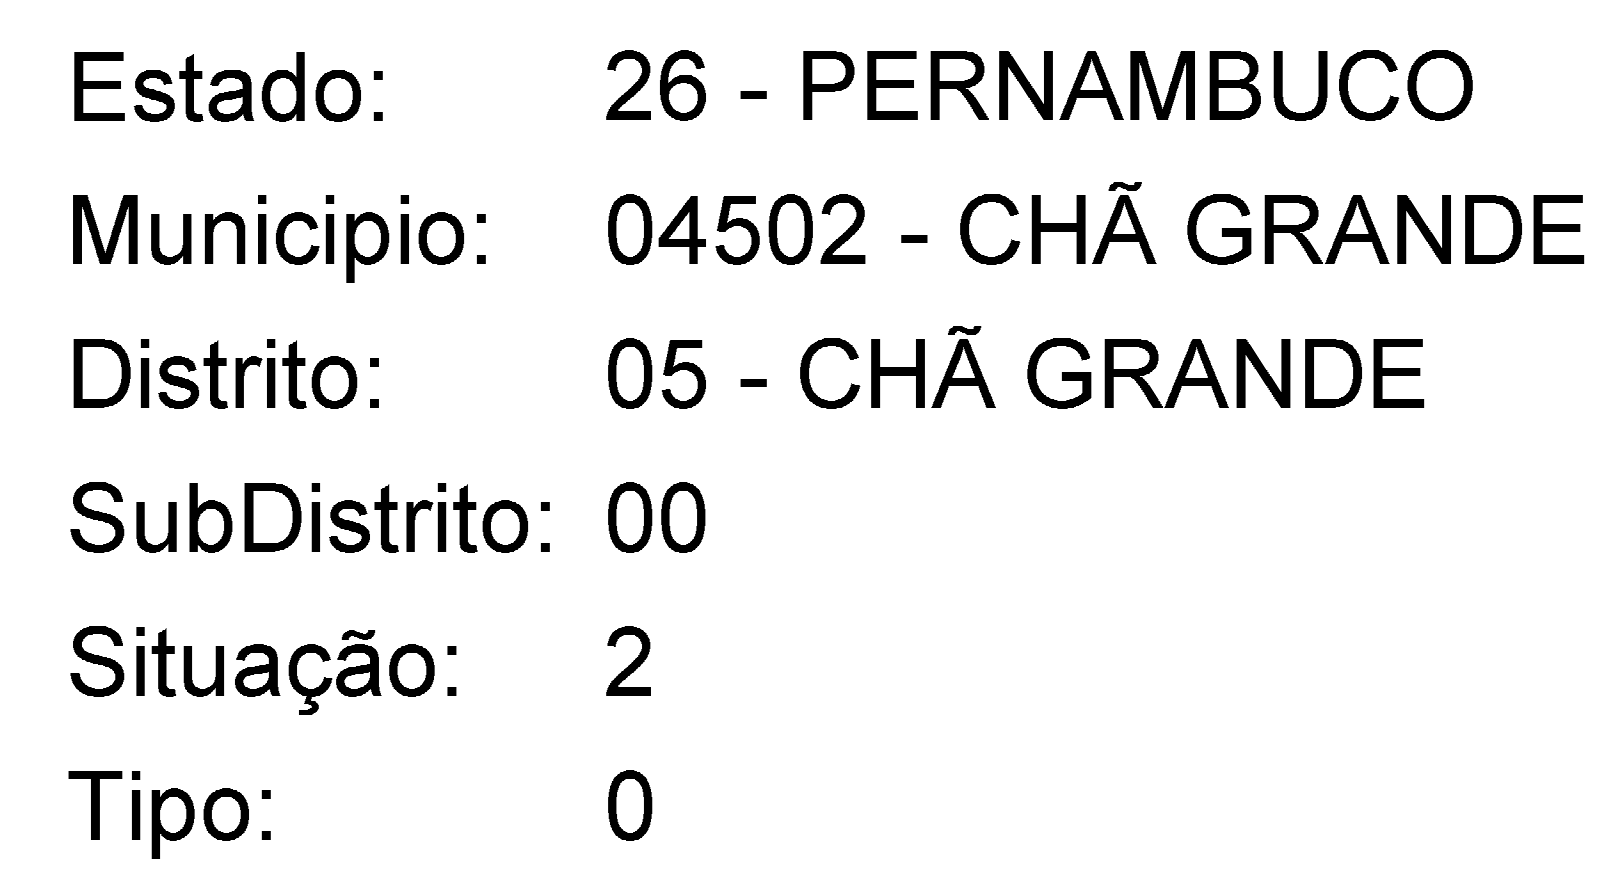 Estado: 26 - PERNAMBUCO
Municipio: 04502 - CHÃ GRANDE
Distrito: 05 - CHÃ GRANDE
SubDistrito: 00
Situação: 2
Tipo: 0